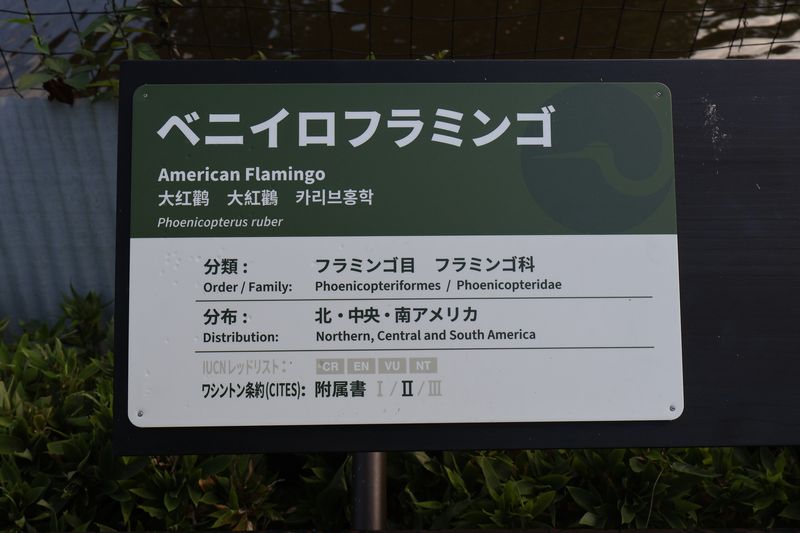 ベニイロフラミンゴ
American Flamingo
大红鹳 大紅鸛 카리브홍학
Phoenicopterus ruber
分類: フラミンゴ目 フラミンゴ科
Order / Family: Phoenicopteriformes / Phoenicopteridae
分布: 北・中央・南アメリカ
Distribution: Northern, Central and South America
IUCNレッドリスト: CR EN VU NT
ワシントン条約(CITES): 附属書 I / II / III